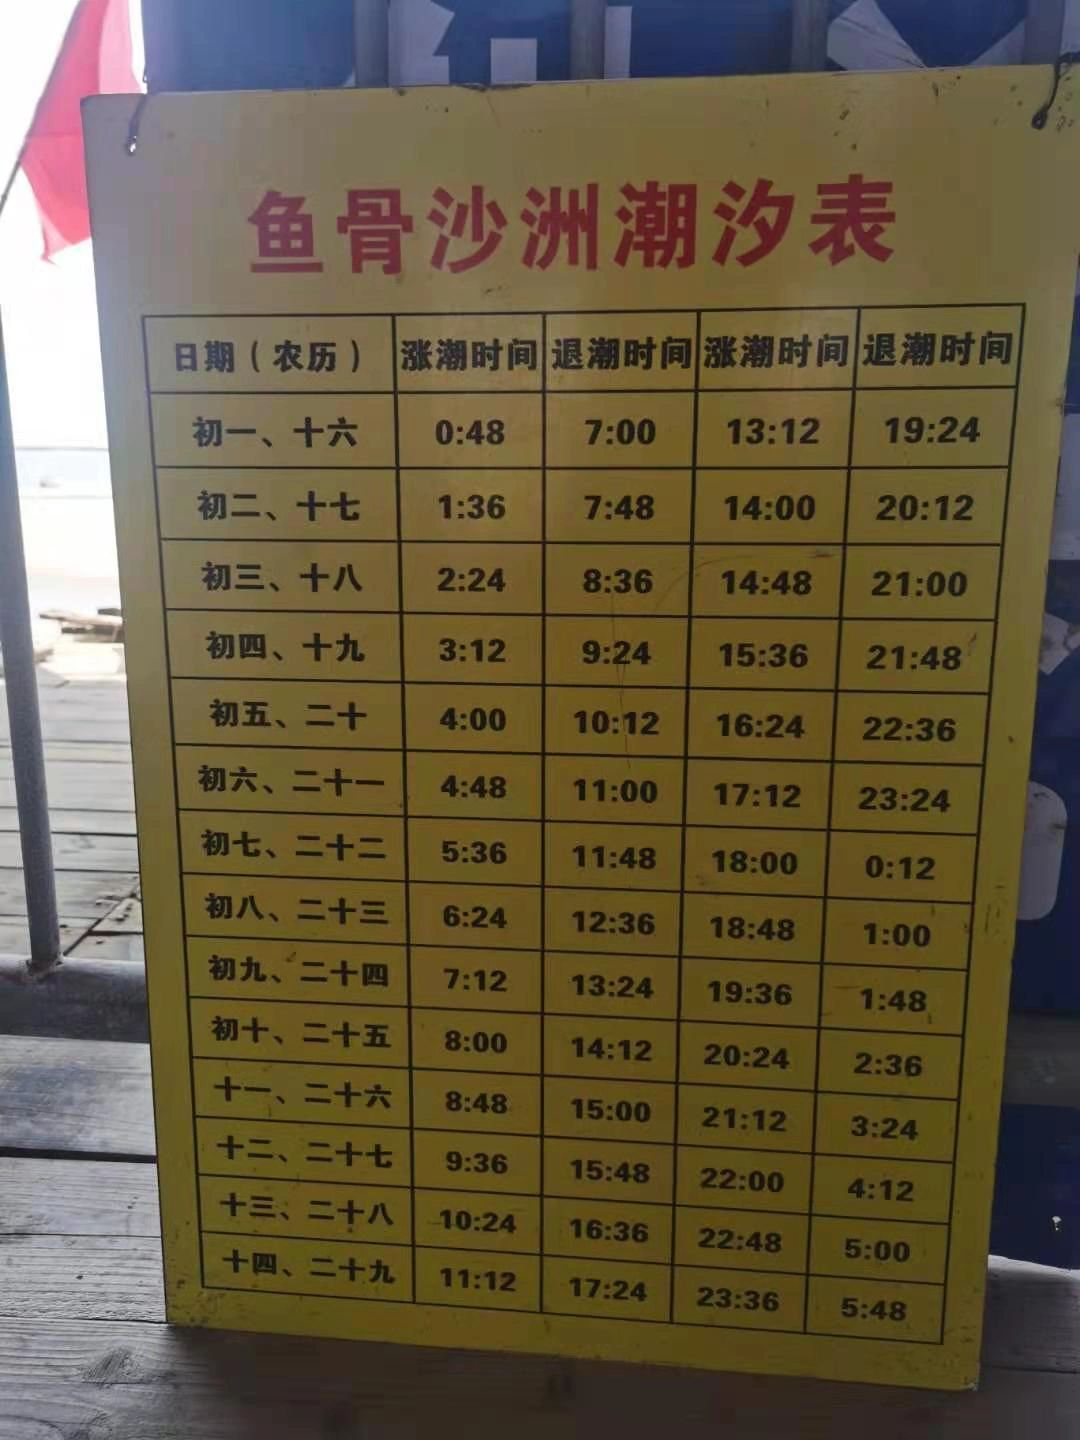 鱼骨沙洲潮汐表
日期（农历） 涨潮时间 退潮时间 涨潮时间 退潮时间
初一、十六 0:48 7:00 13:12 19:24
初二、十七 1:36 7:48 14:00 20:12
初三、十八 2:24 8:36 14:48 21:00
初四、十九 3:12 9:24 15:36 21:48
初五、二十 4:00 10:12 16:24 22:36
初六、二十一 4:48 11:00 17:12 23:24
初七、二十二 5:36 11:48 18:00 0:12
初八、二十三 6:24 12:36 18:48 1:00
初九、二十四 7:12 13:24 19:36 1:48
初十、二十五 8:00 14:12 20:24 2:36
十一、二十六 8:48 15:00 21:12 3:24
十二、二十七 9:36 15:48 22:00 4:12
十三、二十八 10:24 16:36 22:48 5:00
十四、二十九 11:12 17:24 23:36 5:48